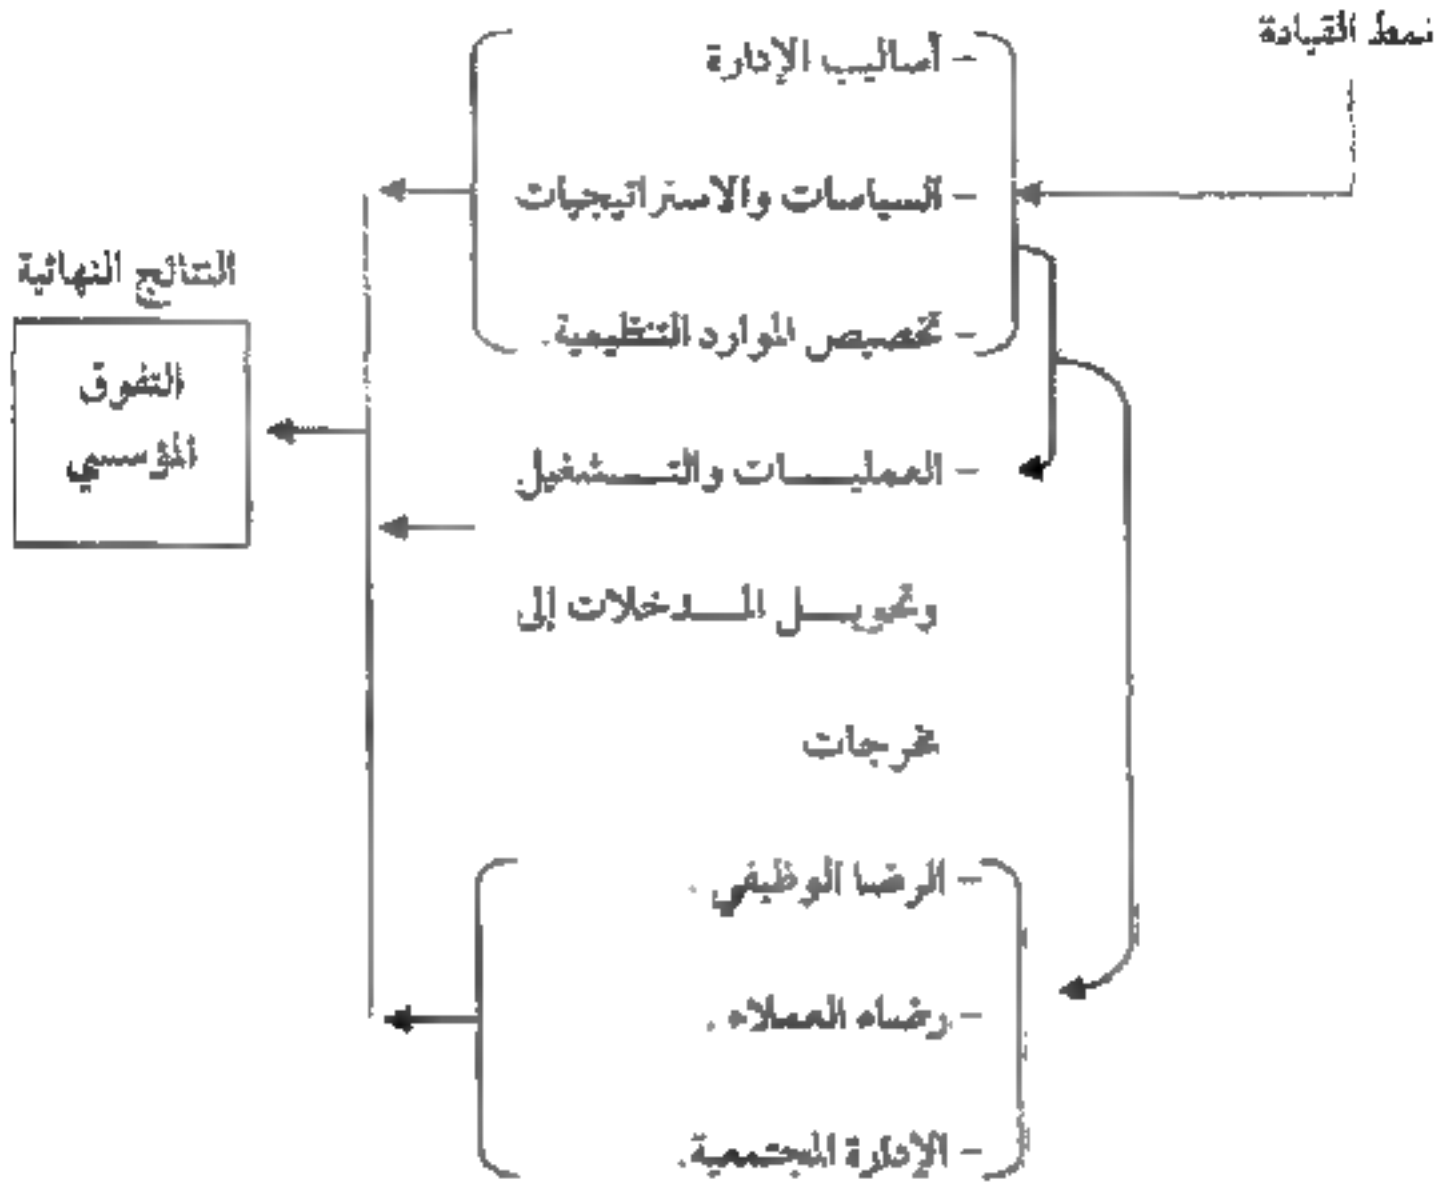 نمط القيادة
- أساليب الإدارة
- السياسات والاستراتيجيات
- تخصيص الموارد التنظيمية.
- العمليات والتشغيل
وتحويل المدخلات إلى
مخرجات
- الرضا الوظيفي.
- رضاء العملاء.
- الإدارة المجتمعية.
النتائج النهائية
التفوق
المؤسسي